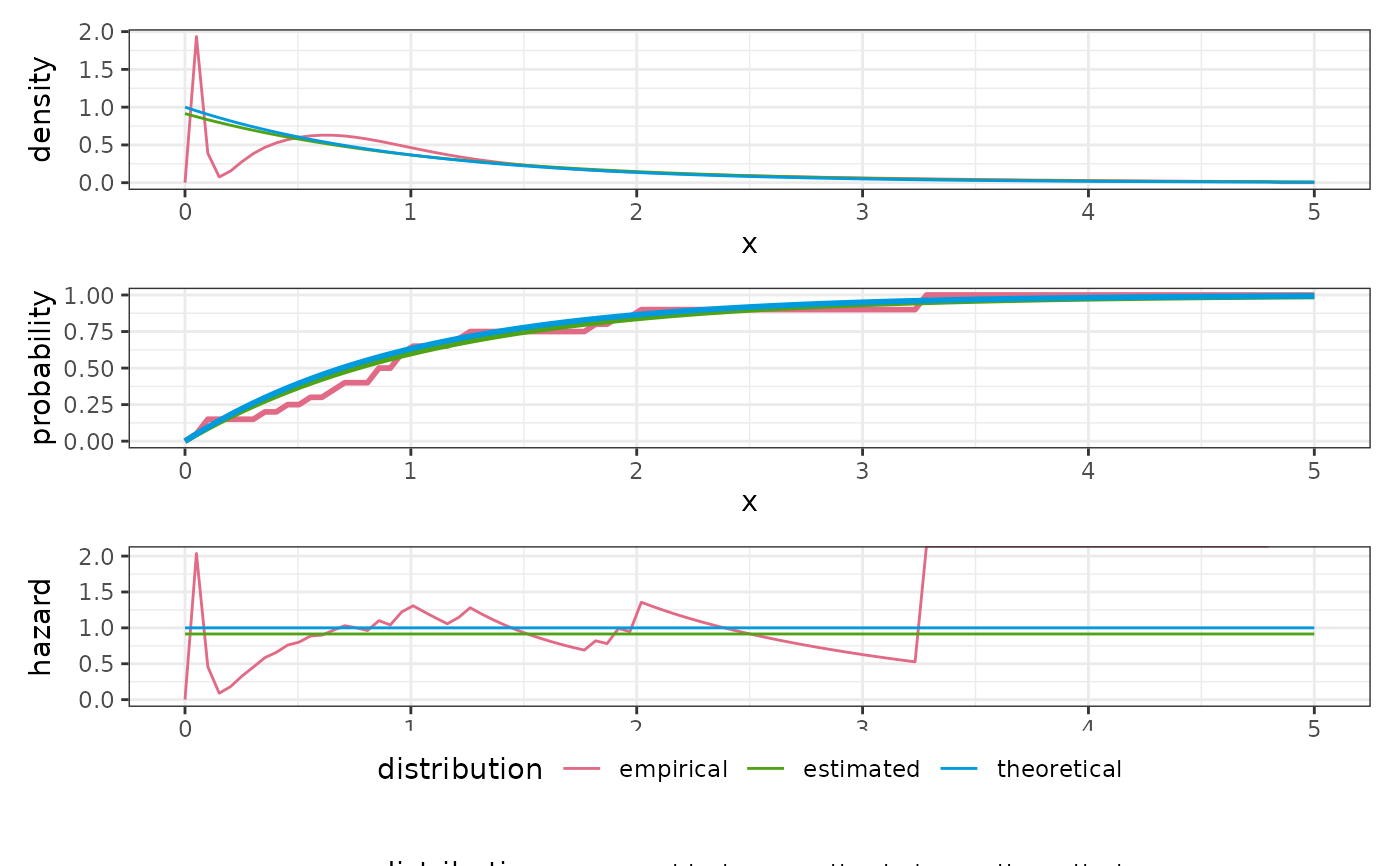 density
2.0
1.5
1.0
0.5
0.0
0 1 2 3 4 5
x
probability
1.00
0.75
0.50
0.25
0.00
0 1 2 3 4 5
x
hazard
2.0
1.5
1.0
0.5
0.0
0 1 2 3 4 5
distribution empirical estimated theoretical